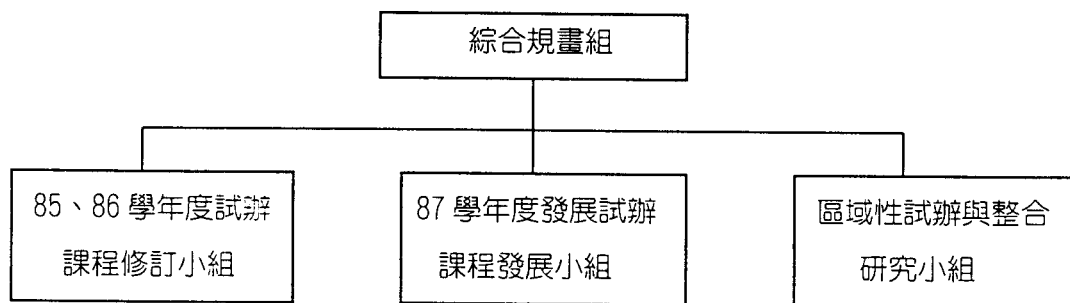 綜合規畫組
85、86 學年度試辦
課程修訂小組
87 學年度發展試辦
課程發展小組
區域性試辦與整合
研究小組